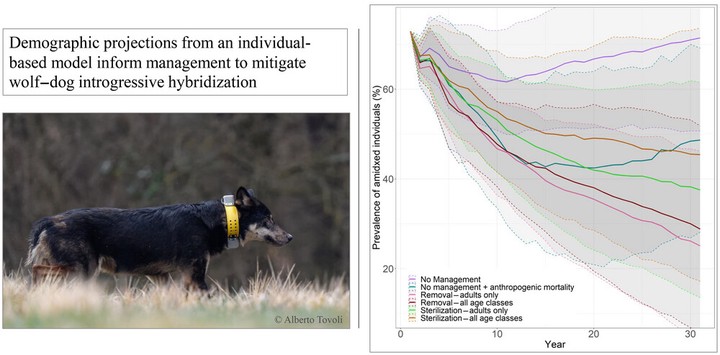 Demographic projections from an individual-
based model inform management to mitigate
wolf–dog introgressive hybridization
© Alberto Tovoli
Prevalence of amidxed indviduals (%)
60
40
20
No Management
No management + anthropogenic mortality
Removal – adults only
Removal – all age classes
Sterilization – adults only
Sterilization – all age classes
0
10
20
30
Year